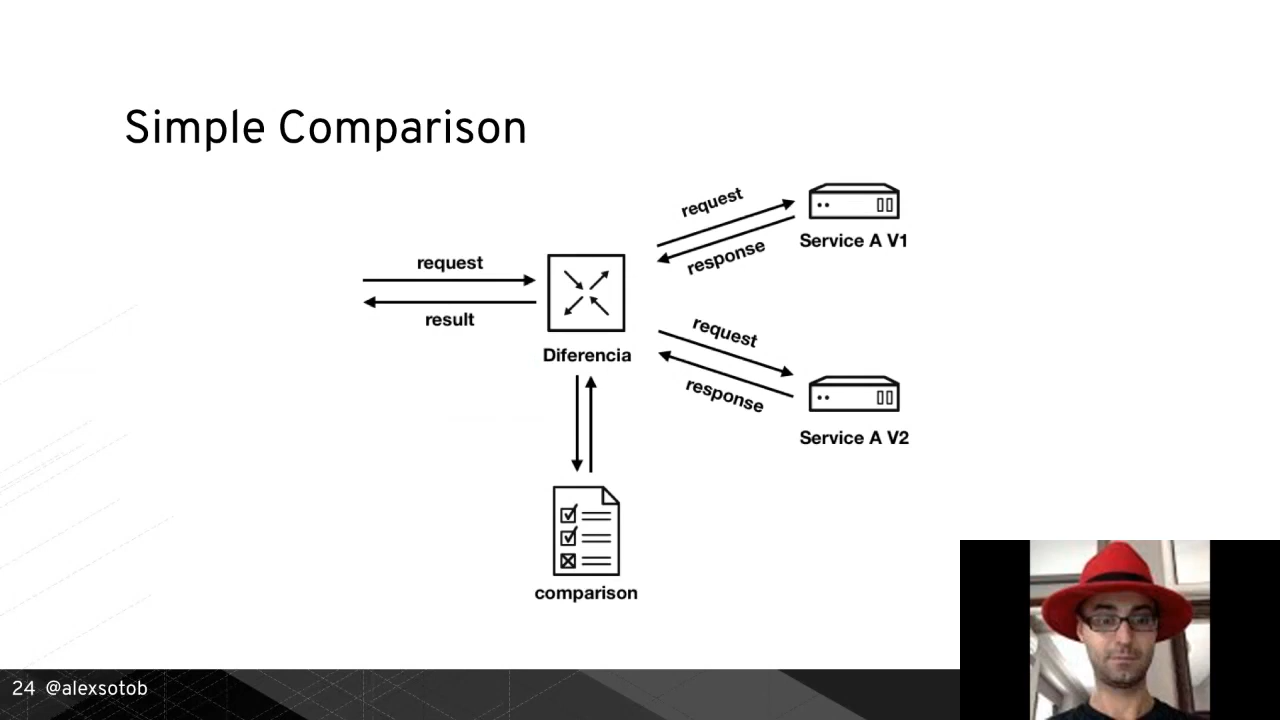 Simple Comparison
request
result
Diferencia
request
response
Service A V1
request
response
Service A V2
comparison
24 @alexsotob